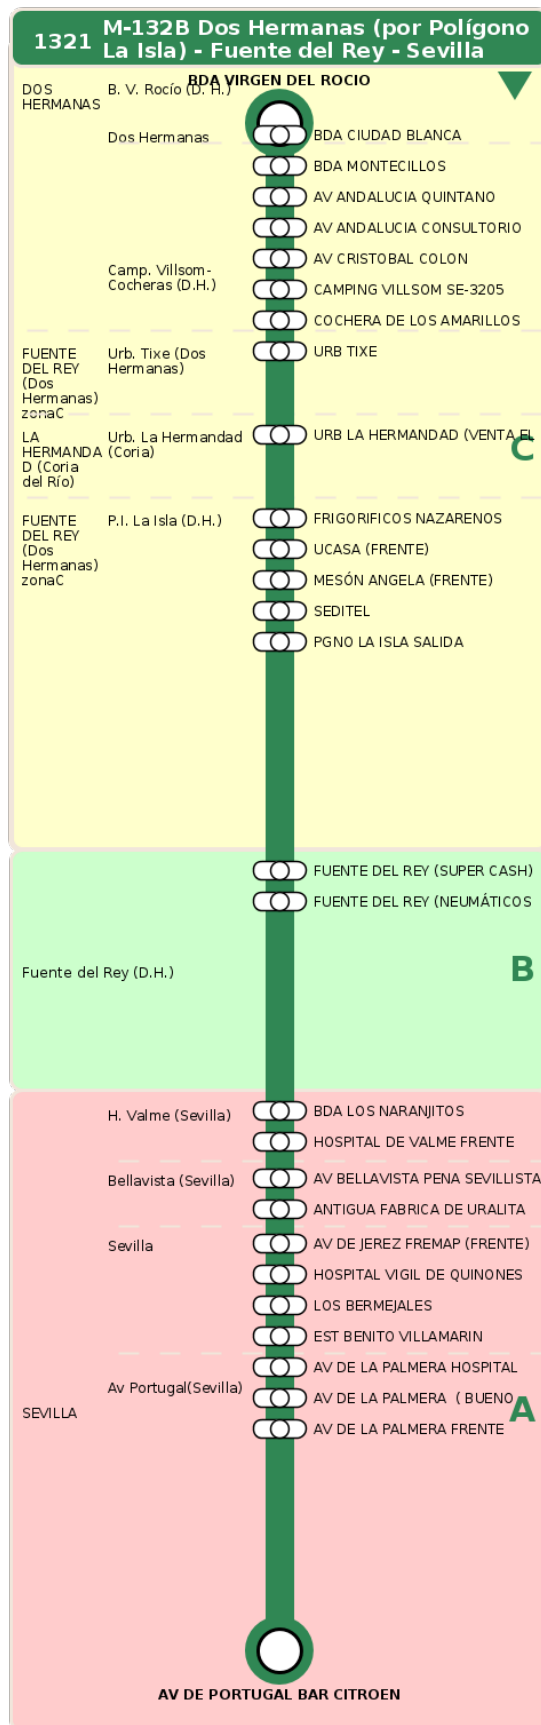 1321
M-132B Dos Hermanas (por Polígono
La Isla) - Fuente del Rey - Sevilla
BDA VIRGEN DEL ROCIO
DOS
HERMANAS
B. V. Rocío (D. H.)
Dos Hermanas
BDA CIUDAD BLANCA
BDA MONTECILLOS
AV ANDALUCIA QUINTANO
AV ANDALUCIA CONSULTORIO
AV CRISTOBAL COLON
Camp. Villsom-
Cocheras (D.H.)
CAMPING VILLSOM SE-3205
COCHERA DE LOS AMARILLOS
FUENTE
DEL REY
(Dos
Hermanas)
zonaC
Urb. Tixe (Dos
Hermanas)
URB TIXE
LA
HERMANDA
D (Coria
del Río)
Urb. La Hermandad
(Coria)
URB LA HERMANDAD (VENTA EL
C
FUENTE
DEL REY
(Dos
Hermanas)
zonaC
P.I. La Isla (D.H.)
FRIGORIFICOS NAZARENOS
UCASA (FRENTE)
MESÓN ANGELA (FRENTE)
SEDITEL
PGNO LA ISLA SALIDA
FUENTE DEL REY (SUPER CASH)
FUENTE DEL REY (NEUMÁTICOS
Fuente del Rey (D.H.)
B
H. Valme (Sevilla)
BDA LOS NARANJITOS
HOSPITAL DE VALME FRENTE
Bellavista (Sevilla)
AV BELLAVISTA PENA SEVILLISTA
ANTIGUA FABRICA DE URALITA
Sevilla
AV DE JEREZ FREMAP (FRENTE)
HOSPITAL VIGIL DE QUINONES
LOS BERMEJALES
EST BENITO VILLAMARIN
AV DE LA PALMERA HOSPITAL
Av Portugal(Sevilla)
AV DE LA PALMERA ( BUENO
SEVILLA
A
AV DE LA PALMERA FRENTE
AV DE PORTUGAL BAR CITROEN